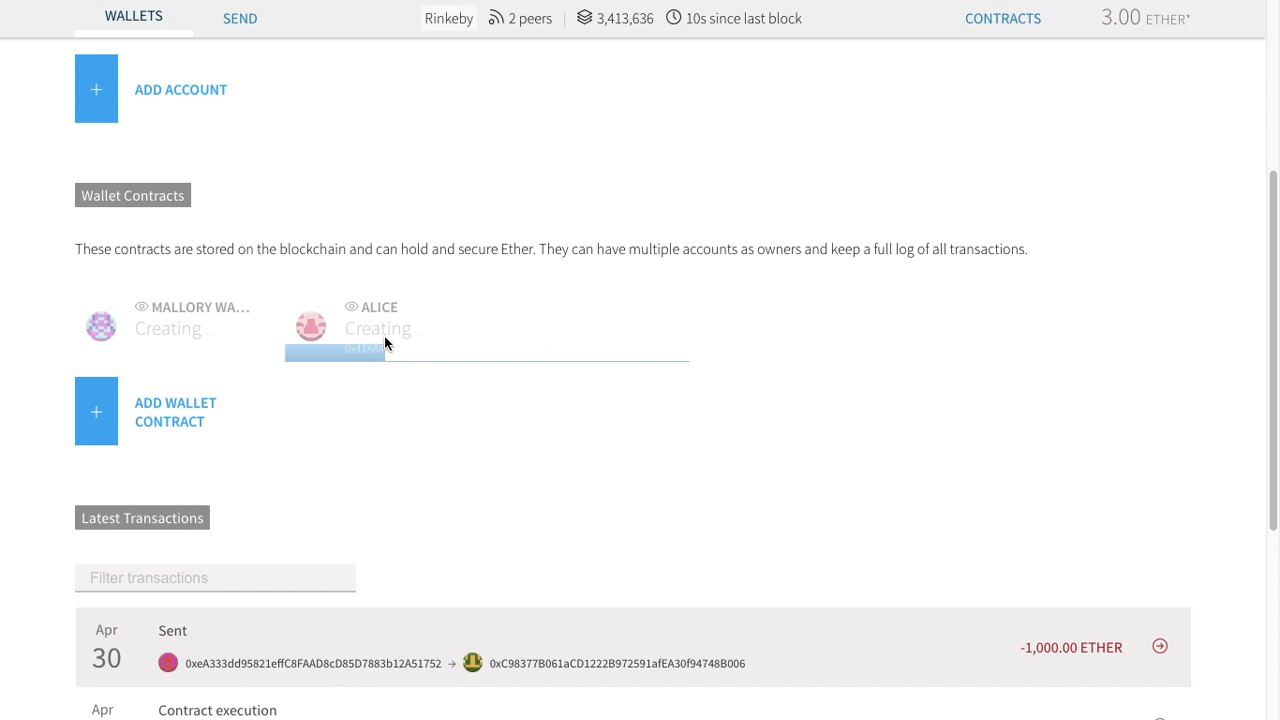 WALLETS
SEND
Rinkeby
2 peers
3,413,636
10s since last block
CONTRACTS
3.00 ETHER*
+ ADD ACCOUNT
Wallet Contracts
These contracts are stored on the blockchain and can hold and secure Ether. They can have multiple accounts as owners and keep a full log of all transactions.
MALLORY WA...
Creating ..
ALICE
Creating ..
+ ADD WALLET
CONTRACT
Latest Transactions
Filter transactions
Apr
30
Sent
0xeA333dd95821effC8FAAD8cD85D7883b12A51752 → 0xC98377B061aCD1222B972591afEA30f94748B006
-1,000.00 ETHER
Apr
Contract execution